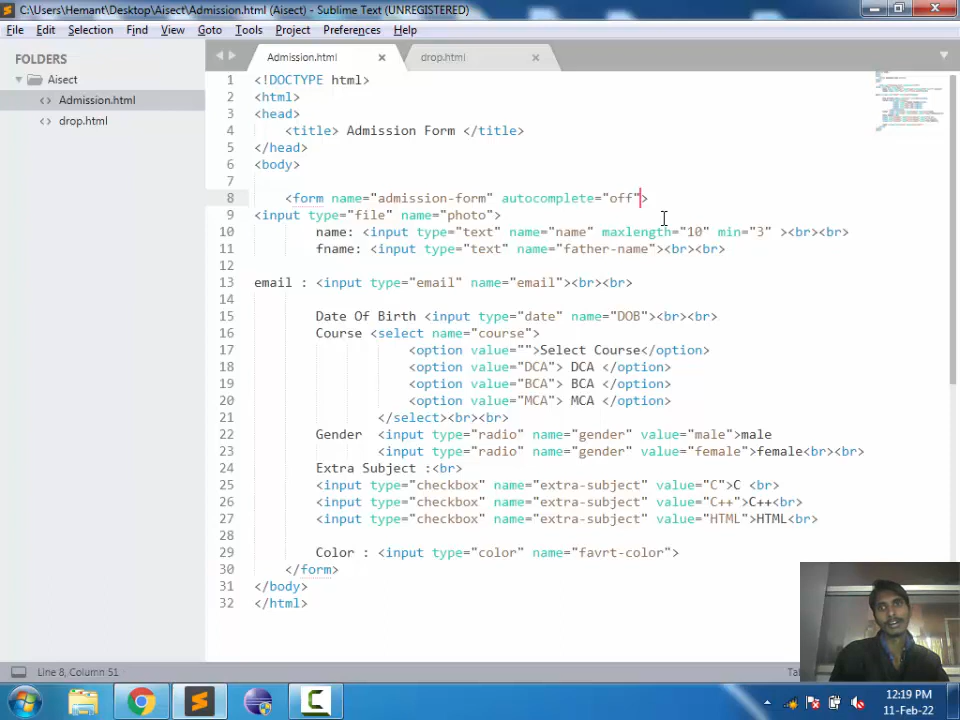 C:\Users\Hemant\Desktop\Aisect\Admission.html (Aisect) - Sublime Text (UNREGISTERED)
File Edit Selection Find View Goto Tools Project Preferences Help
FOLDERS
Aisect
Admission.html
drop.html
Admission.html × drop.html ×
1 <!DOCTYPE html>
2 <html>
3 <head>
4 <title> Admission Form </title>
5 </head>
6 <body>
7
8 <form name="admission-form" autocomplete="off">
9 <input type="file" name="photo">
10 name: <input type="text" name="name" maxlength="10" min="3" ><br><br>
11 fname: <input type="text" name="father-name"><br><br>
12
13 email : <input type="email" name="email"><br><br>
14
15 Date Of Birth <input type="date" name="DOB"><br><br>
16 Course <select name="course">
17 <option value="">Select Course</option>
18 <option value="DCA"> DCA </option>
19 <option value="BCA"> BCA </option>
20 <option value="MCA"> MCA </option>
21 </select><br><br>
22 Gender <input type="radio" name="gender" value="male">male
23 <input type="radio" name="gender" value="female">female<br><br>
24 Extra Subject :<br>
25 <input type="checkbox" name="extra-subject" value="C">C <br>
26 <input type="checkbox" name="extra-subject" value="C++">C++<br>
27 <input type="checkbox" name="extra-subject" value="HTML">HTML<br>
28
29 Color : <input type="color" name="favrt-color">
30 </form>
31 </body>
32 </html>
Line 8, Column 51
12:19 PM
11-Feb-22